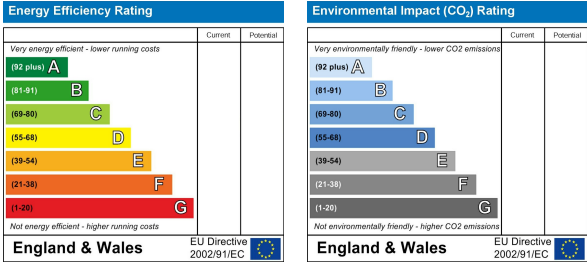 Energy Efficiency Rating
Current Potential
Very energy efficient - lower running costs
(92 plus) A
(81-91) B
(69-80) C
(55-68) D
(39-54) E
(21-38) F
(1-20) G
Not energy efficient - higher running costs
England & Wales
EU Directive
2002/91/EC
Environmental Impact (CO₂) Rating
Current Potential
Very environmentally friendly - lower CO2 emissions
(92 plus) A
(81-91) B
(69-80) C
(55-68) D
(39-54) E
(21-38) F
(1-20) G
Not environmentally friendly - higher CO2 emissions
England & Wales
EU Directive
2002/91/EC